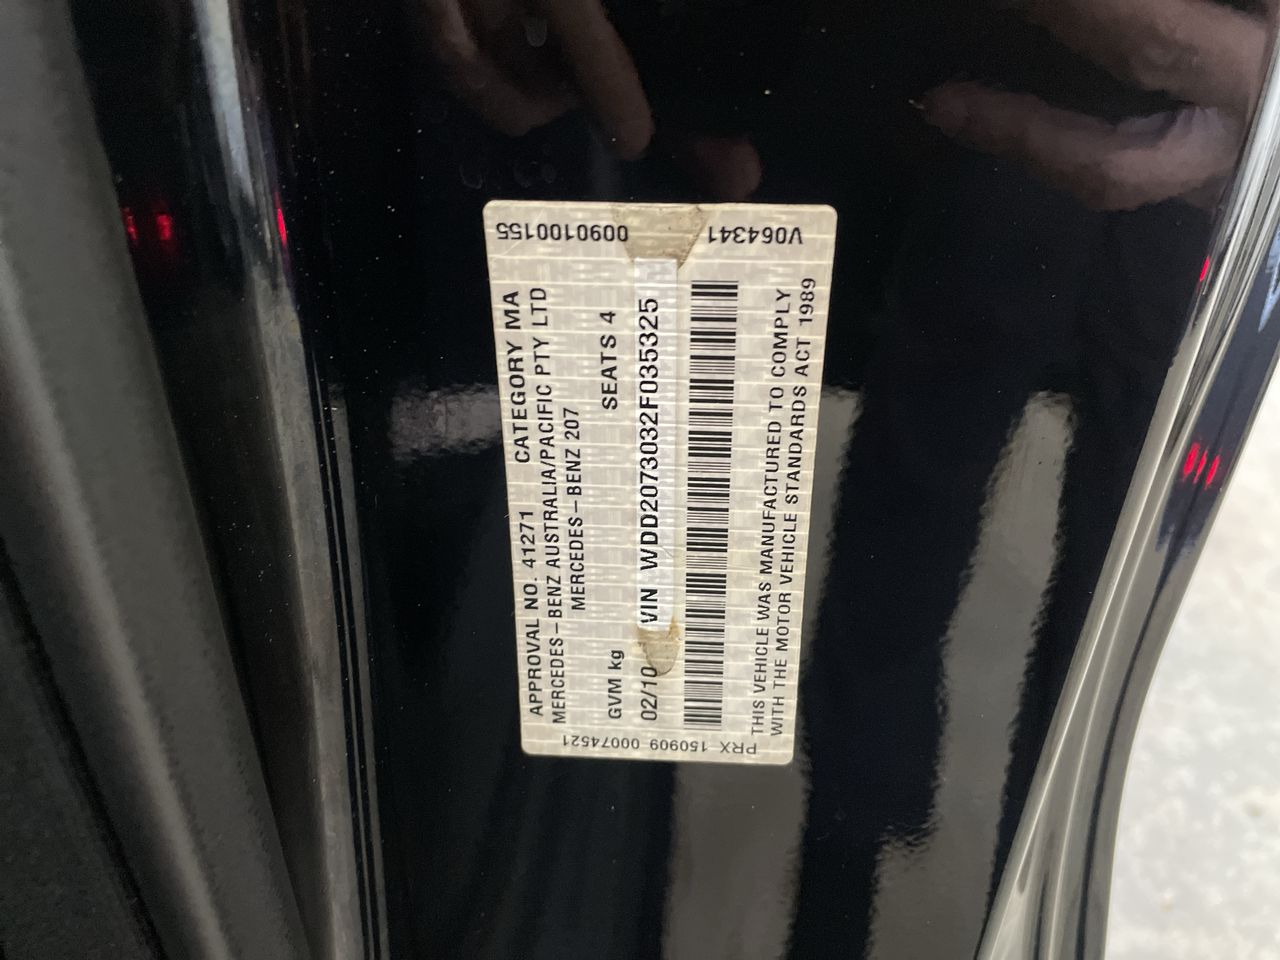 APPROVAL NO. 41271 CATEGORY MA
MERCEDES-BENZ AUSTRALIA/PACIFIC PTY LTD
MERCEDES-BENZ 207
GVM kg SEATS 4
02/10 VIN WDD2073032F035325
THIS VEHICLE WAS MANUFACTURED TO COMPLY
WITH THE MOTOR VEHICLE STANDARDS ACT 1989
0090100155
V064341
PRX 150909 00074521